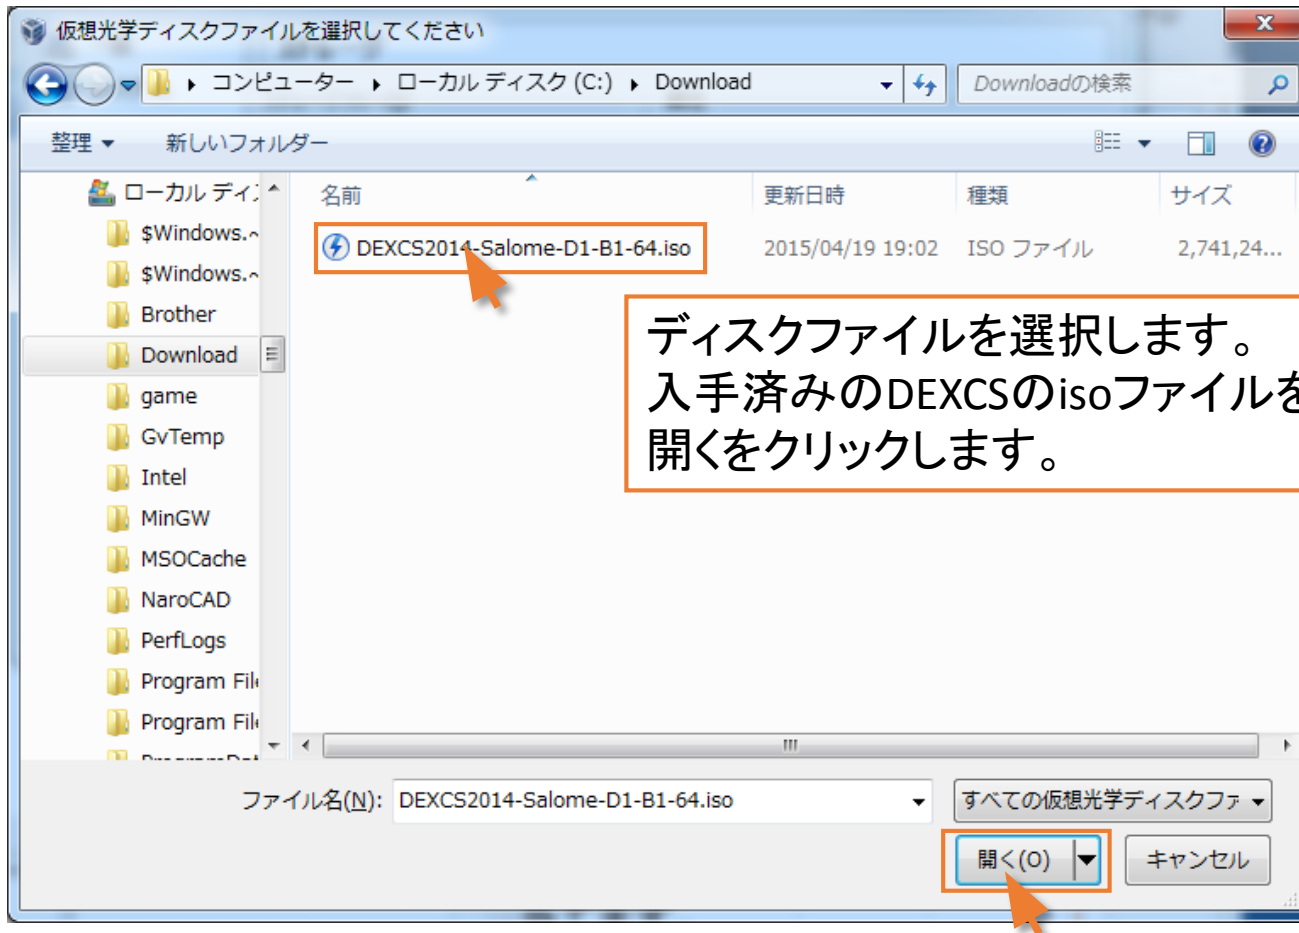 仮想光学ディスクファイルを選択してください
コンピューター ローカル ディスク (C:) Download
Downloadの検索
整理 新しいフォルダー
名前 更新日時 種類 サイズ
ローカル ディ
$Windows.~
$Windows.~
Brother
Download
game
GvTemp
Intel
MinGW
MSOCache
NaroCAD
PerfLogs
Program File
Program File
DEXCS2014-Salome-D1-B1-64.iso 2015/04/19 19:02 ISO ファイル 2,741,24...
ディスクファイルを選択します。
入手済みのDEXCSのisoファイルを
開くをクリックします。
ファイル名(N): DEXCS2014-Salome-D1-B1-64.iso すべての仮想光学ディスクファ
開く(O) キャンセル